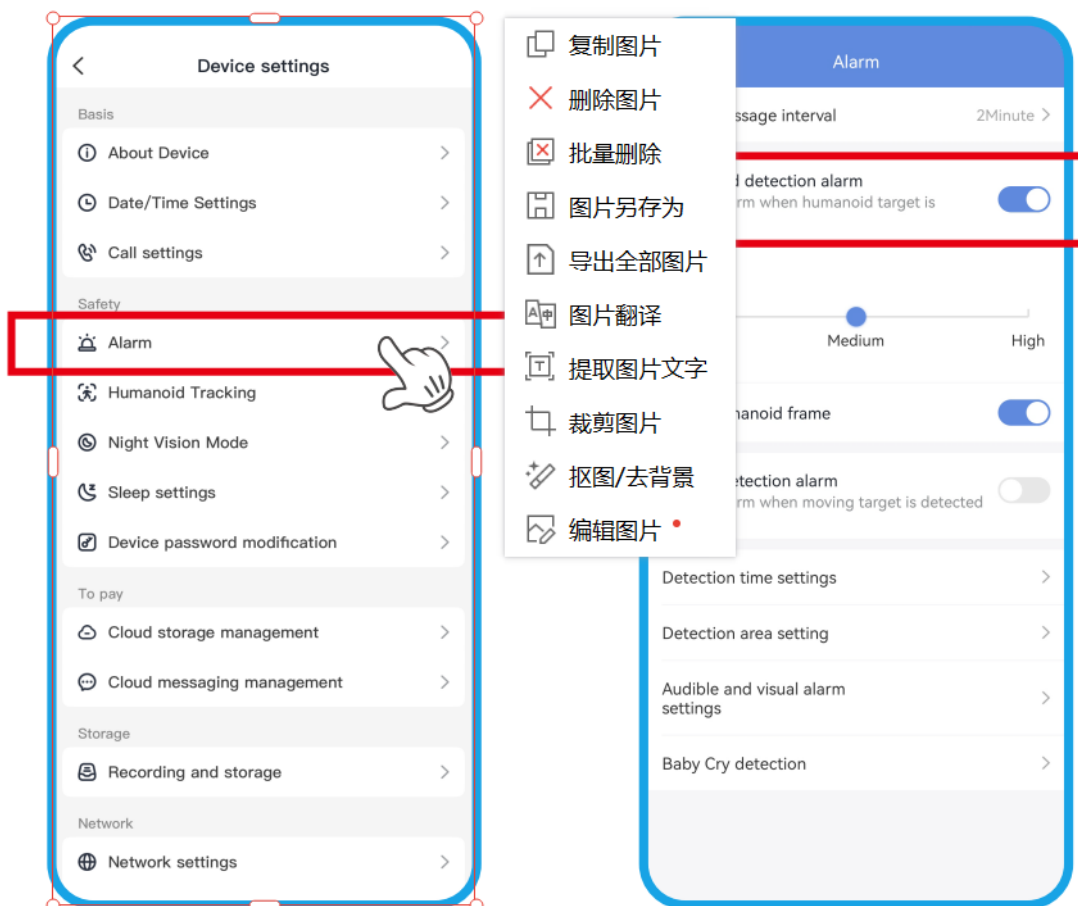 Device settings
Basis
About Device
Date/Time Settings
Call settings
Safety
Alarm
Humanoid Tracking
Night Vision Mode
Sleep settings
Device password modification
To pay
Cloud storage management
Cloud messaging management
Storage
Recording and storage
Network
Network settings
复制图片
删除图片
批量删除
图片另存为
导出全部图片
图片翻译
提取图片文字
裁剪图片
抠图/去背景
编辑图片
Alarm
interval
2Minute
detection alarm
when humanoid target is
Medium
High
frame
alarm
when moving target is detected
Detection time settings
Detection area setting
Audible and visual alarm
settings
Baby Cry detection